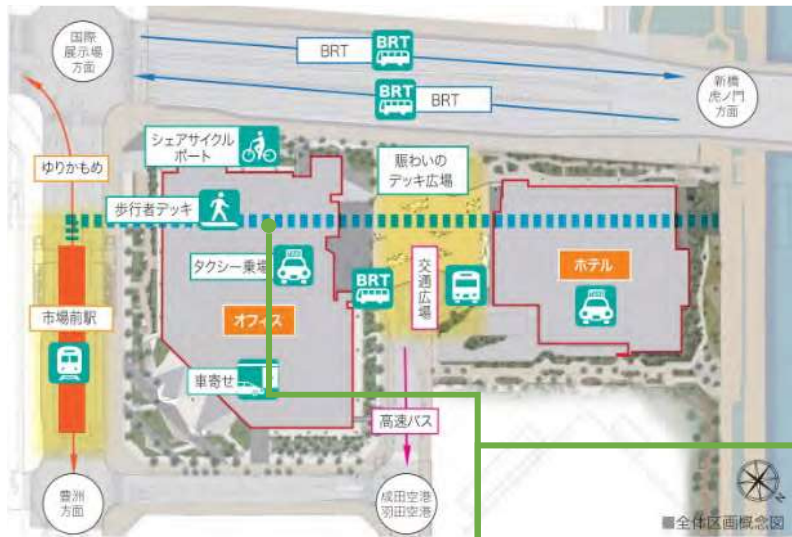 国際
展示場
方面
BRT
BRT
BRT
BRT
新橋
虎ノ門
方面
シェアサイクル
ポート
賑わいの
デッキ広場
ゆりかもめ
歩行者デッキ
タクシー乗場
TAXI
BRT
交通広場
ホテル
TAXI
市場前駅
オフィス
車寄せ
高速バス
豊洲
方面
成田空港
羽田空港
N
■全体区画概念図